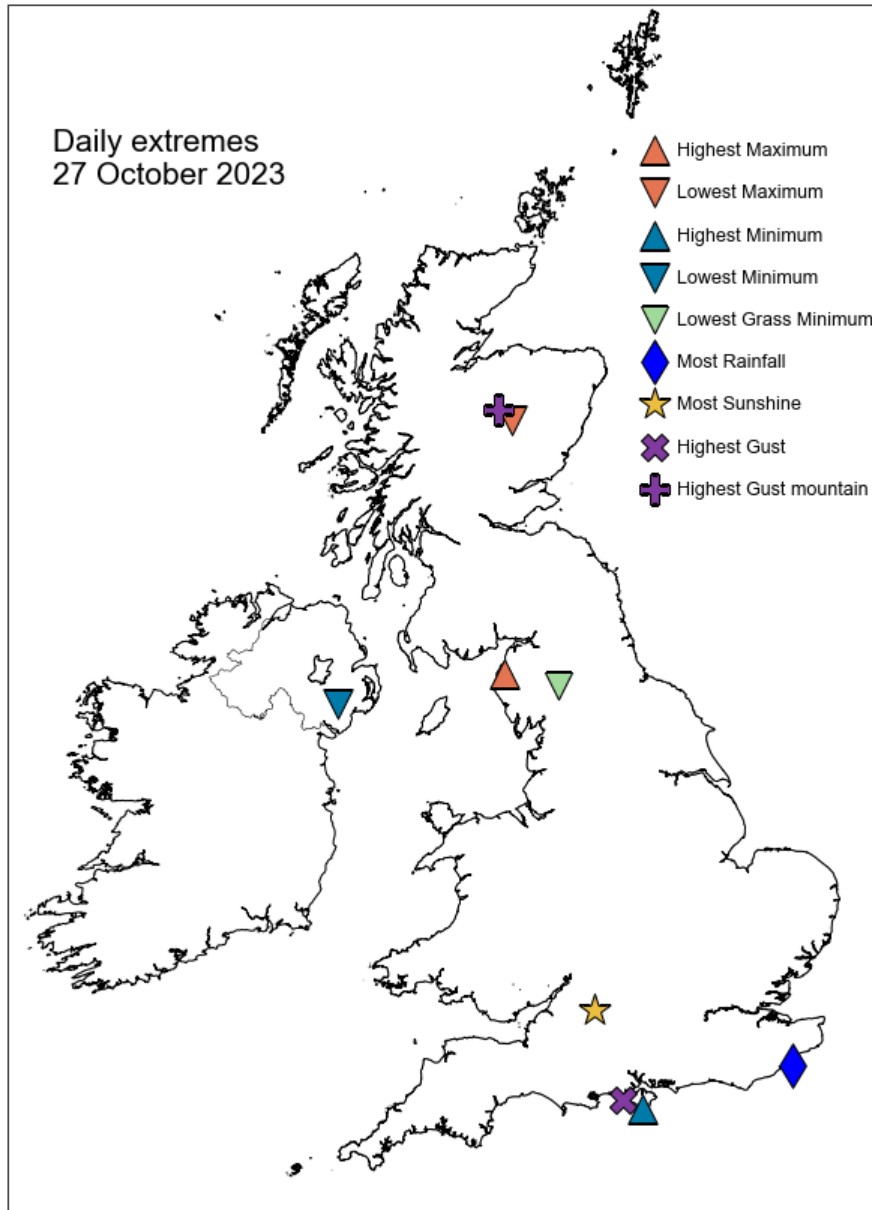 Daily extremes
27 October 2023
Highest Maximum
Lowest Maximum
Highest Minimum
Lowest Minimum
Lowest Grass Minimum
Most Rainfall
Most Sunshine
Highest Gust
Highest Gust mountain